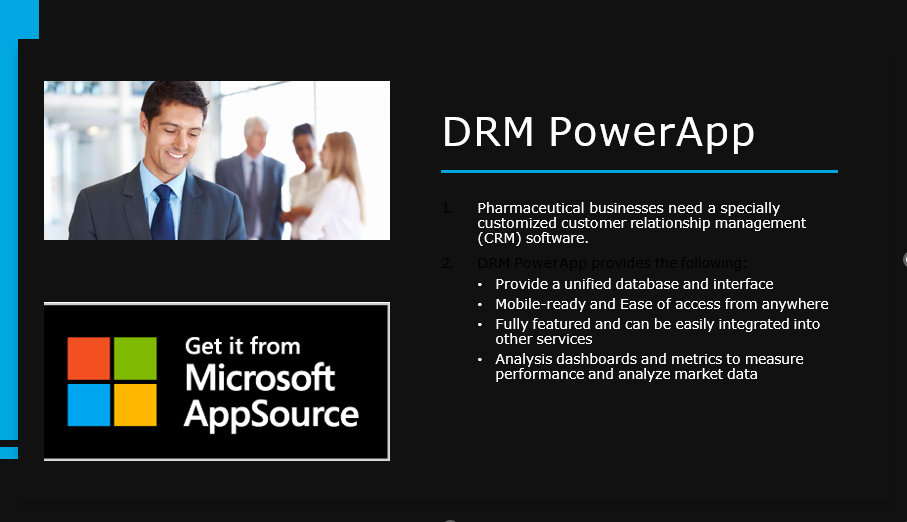 DRM PowerApp
1. Pharmaceutical businesses need a specially
customized customer relationship management
(CRM) software.
2. DRM PowerApp provides the following:
• Provide a unified database and interface
• Mobile-ready and Ease of access from anywhere
• Fully featured and can be easily integrated into
other services
• Analysis dashboards and metrics to measure
performance and analyze market data
Get it from
Microsoft
AppSource